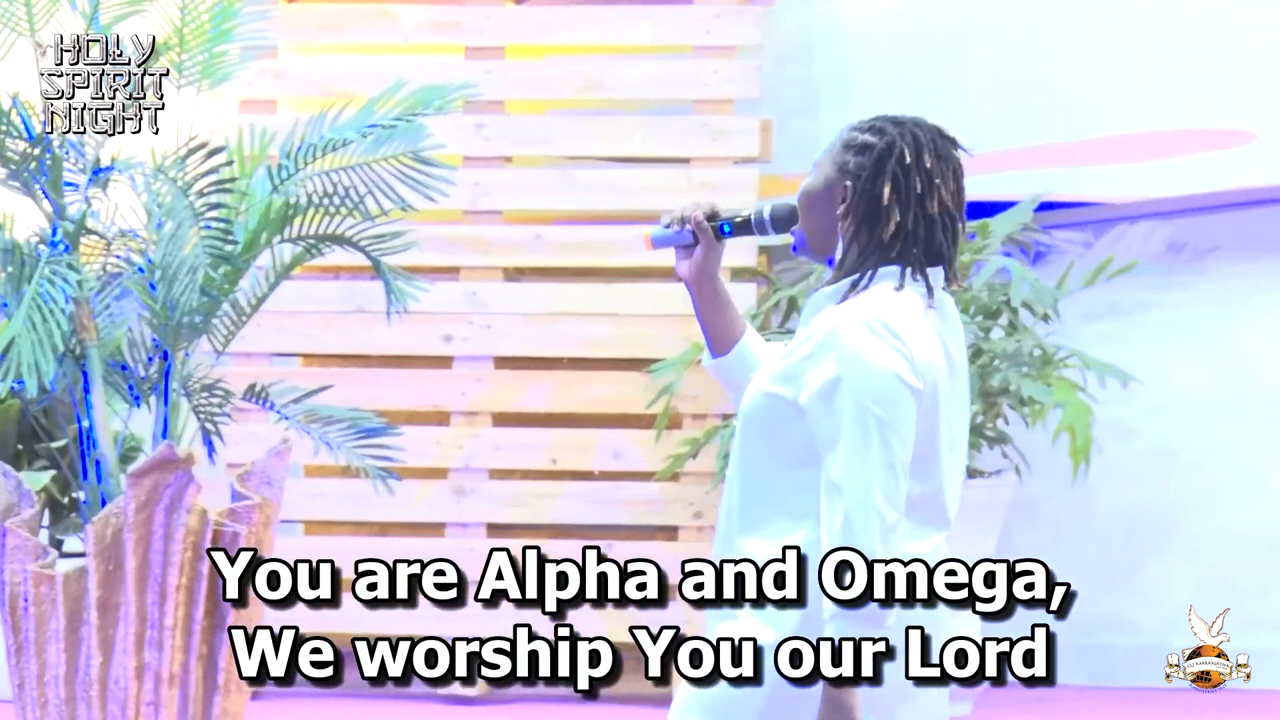 HOLY
SPIRIT
NIGHT
You are Alpha and Omega,
We worship You our Lord